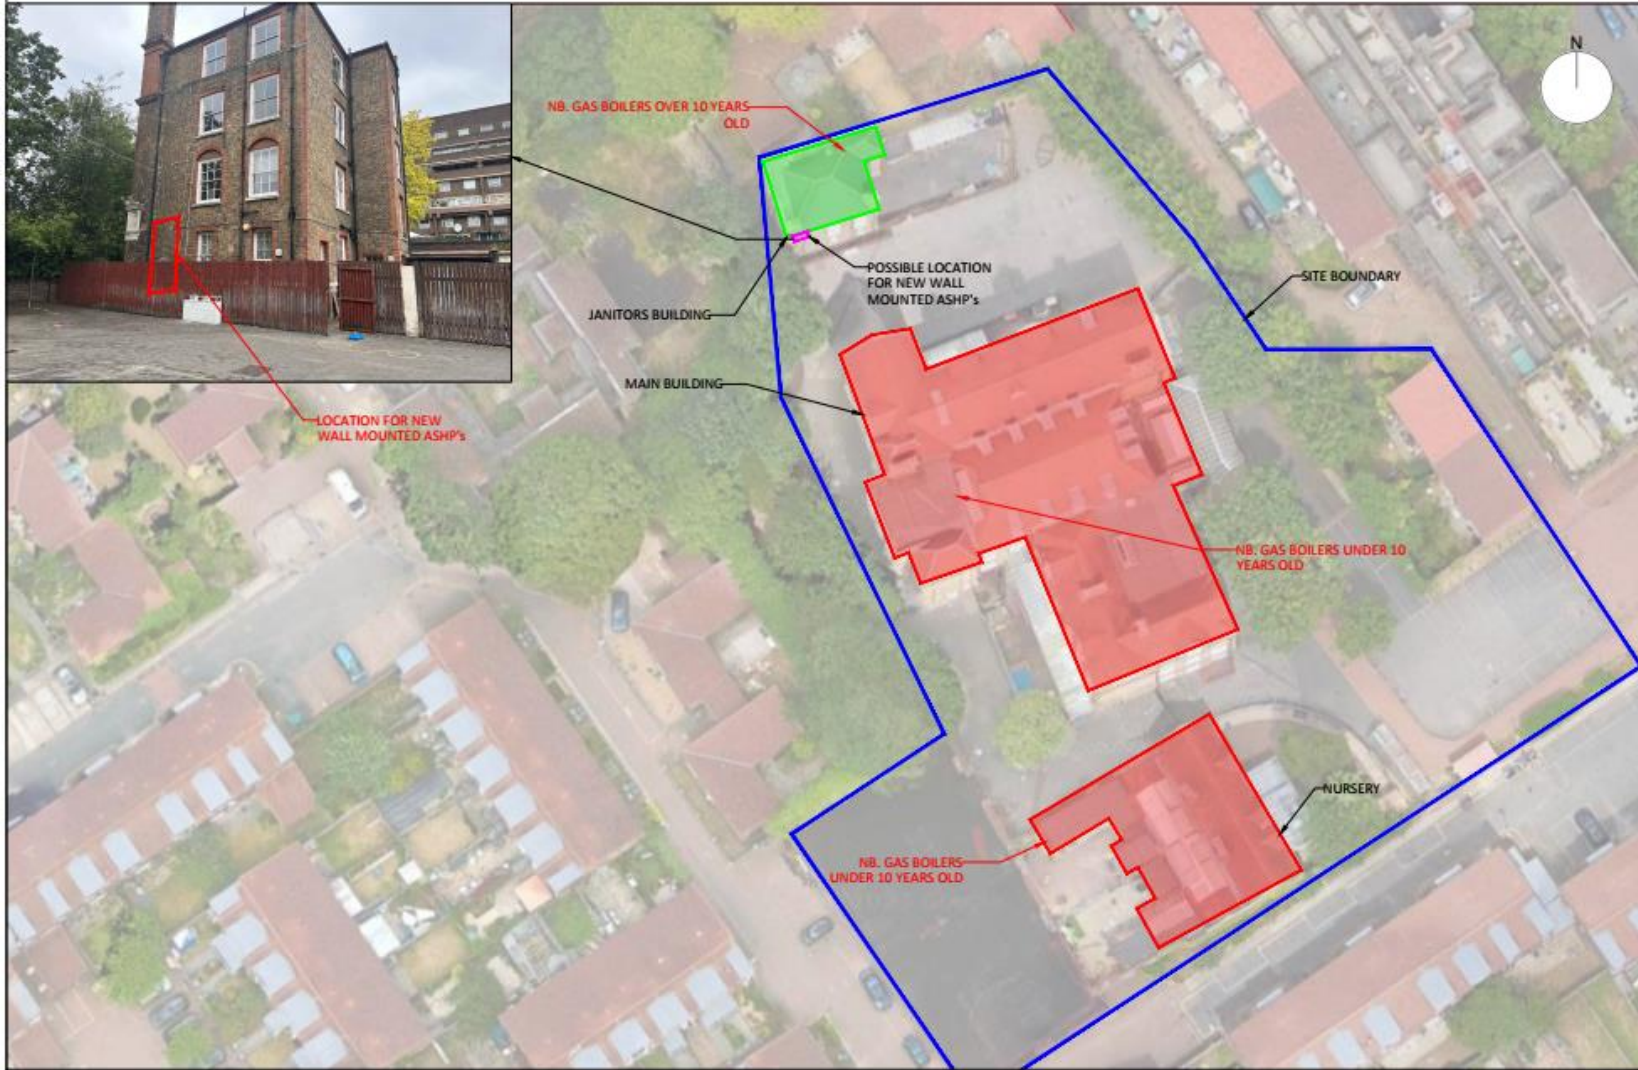 N
NB. GAS BOILERS OVER 10 YEARS
OLD
POSSIBLE LOCATION
FOR NEW WALL
MOUNTED ASHP's
SITE BOUNDARY
JANITORS BUILDING
MAIN BUILDING
LOCATION FOR NEW
WALL MOUNTED ASHP's
NB. GAS BOILERS UNDER 10
YEARS OLD
NURSERY
NB. GAS BOILERS
UNDER 10 YEARS OLD